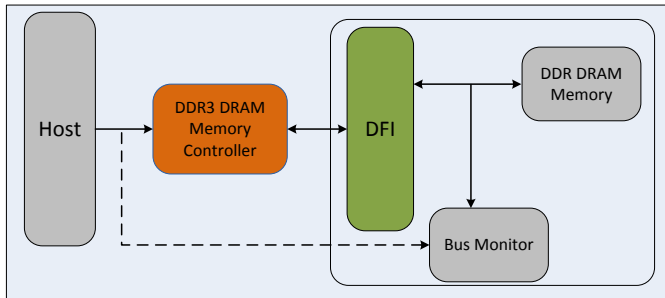 Host
DDR3 DRAM
Memory
Controller
DFI
DDR DRAM
Memory
Bus Monitor